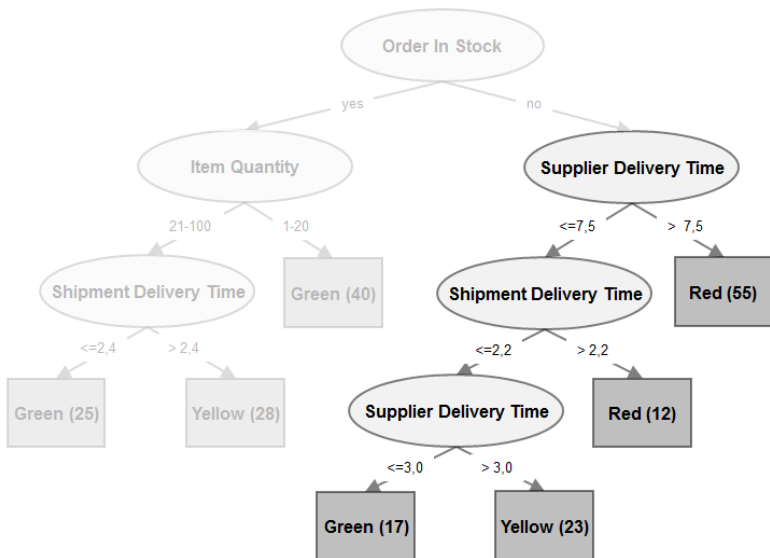 Order In Stock
yes
no
Item Quantity
Supplier Delivery Time
21-100
1-20
<=7,5
> 7,5
Shipment Delivery Time
Green (40)
Shipment Delivery Time
Red (55)
<=2,4
> 2,4
<=2,2
> 2,2
Green (25)
Yellow (28)
Supplier Delivery Time
Red (12)
<=3,0
> 3,0
Green (17)
Yellow (23)